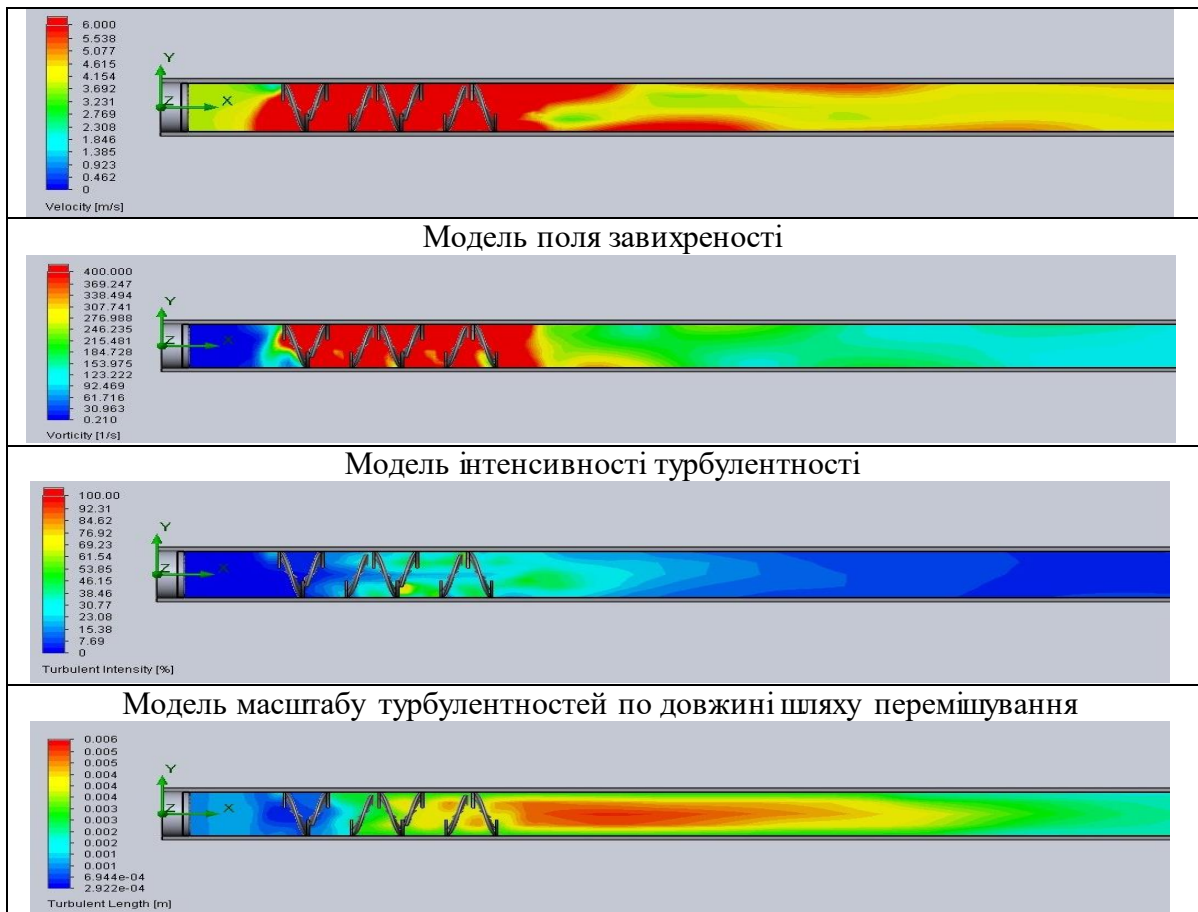 6.000
5.538
5.077
4.615
4.154
3.692
3.231
2.769
2.308
1.846
1.385
0.923
0.462
0
Velocity [m/s]
Y
Z
X
Модель поля завихреності
400.000
369.247
338.494
307.741
276.988
246.235
215.481
184.728
153.975
123.222
92.469
61.716
30.963
0.210
Vorticity [1/s]
Y
Z
X
Модель інтенсивності турбулентності
100.00
92.31
84.62
76.92
69.23
61.54
53.85
46.15
38.46
30.77
23.08
15.38
7.69
0
Turbulent Intensity [%]
Y
Z
X
Модель масштабу турбулентностей по довжині шляху перемішування
0.006
0.005
0.005
0.004
0.004
0.004
0.003
0.003
0.002
0.002
0.001
0.001
6.944e-04
2.922e-04
Turbulent Length [m]
Y
Z
X